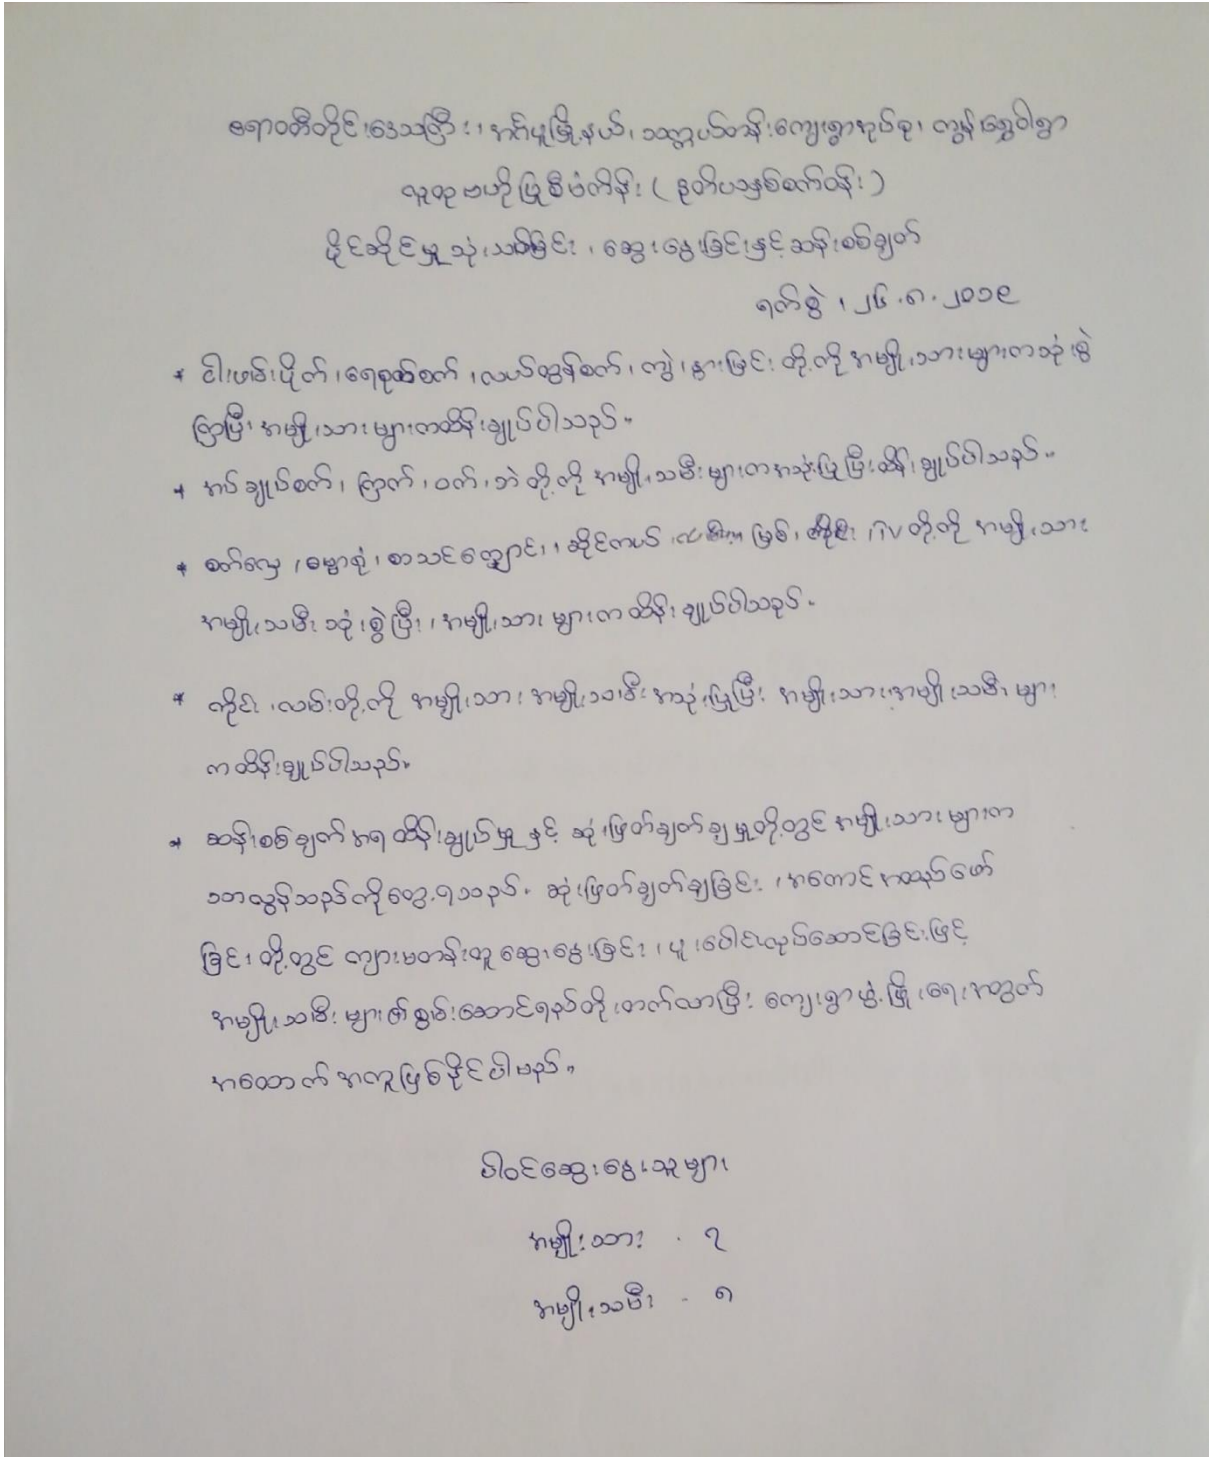 ဧရာဝတီတိုင်းဒေသကြီး၊ အင်္ဂပူမြို့နယ်၊ သက္ကယ်တန်းကျေးရွာအုပ်စု၊ ကွန်းရွှေဝါရွာ
လူထုဗဟိုပြုစီမံကိန်း ( ဒုတိယနှစ်စက်ဝန်း )
ပိုင်ဆိုင်မှု သုံးသပ်ခြင်း ၊ ဆွေးနွေးခြင်းနှင့်ဆန်းစစ်ချက်
ရက်စွဲ ၊ ၂၆.၈.၂၀၁၉
* ငါးဖမ်းပိုက် ၊ ရေစုပ်စက် ၊ လယ်ထွန်စက် ၊ ကျွဲ ၊ နွားခြင်း တို့ကို အမျိုးသားများကသုံးစွဲ
ကြပြီး အမျိုးသားများကထိန်းချုပ်ပါသည်။
* အပ်ချုပ်စက်၊ ကြက် ၊ ဝက် ၊ ဘဲ တို့ကို အမျိုးသမီးများကအသုံးပြုပြီးထိန်းချုပ်ပါသည်။
* စက်လှေ ၊ ဓမ္မာရုံ ၊ စာသင်ကျောင်း ၊ ဆိုင်ကယ် ၊ မြစ် ၊ TV တို့ကို အမျိုးသား
အမျိုးသမီး သုံးစွဲပြီး ၊ အမျိုးသားများကထိန်းချုပ်ပါသည်။
* ကိုင်း ၊ လမ်းတို့ကို အမျိုးသား အမျိုးသမီး အသုံးပြုပြီး အမျိုးသား၊ အမျိုးသမီးများ
ကထိန်းချုပ်ပါသည်။
* ဆန်းစစ်ချက်အရ ထိန်းချုပ်မှု နှင့် ဆုံးဖြတ်ချက်ချမှုတို့တွင် အမျိုးသားများက
သာလွန်သည်ကိုတွေ့ရသည်။ ဆုံးဖြတ်ချက်ချခြင်း ၊ အကောင်အထည်ဖော်
ခြင်း တို့တွင် ကျားမတန်းတူ ဆွေးနွေးခြင်း ၊ ပူးပေါင်းလုပ်ဆောင်ခြင်းဖြင့်
အမျိုးသမီးများ၏စွမ်းဆောင်ရည်တိုးတက်လာပြီး ကျေးရွာဖွံ့ဖြိုးရေးအတွက်
အထောက်အကူဖြစ်နိုင်ပါမည်။
ပါဝင်ဆွေးနွေးသူများ
အမျိုးသား - ၇
အမျိုးသမီး - ၈